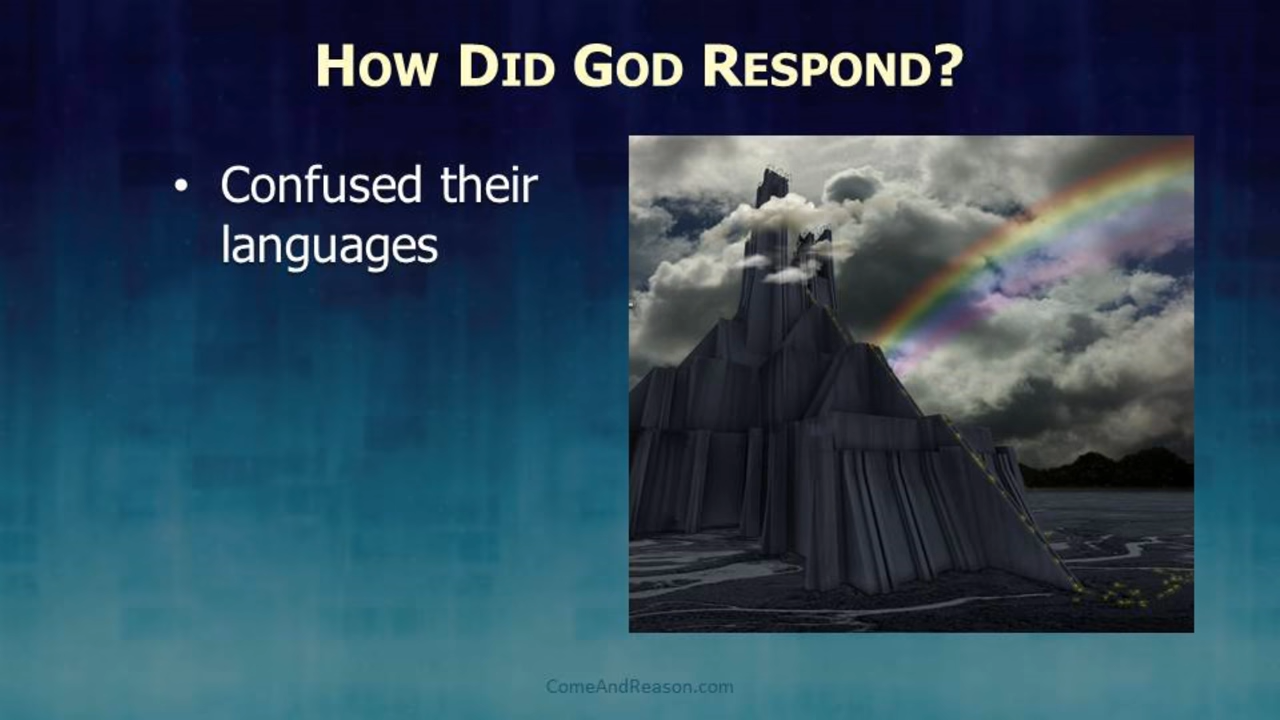 HOW DID GOD RESPOND?
• Confused their
languages
ComeAndReason.com